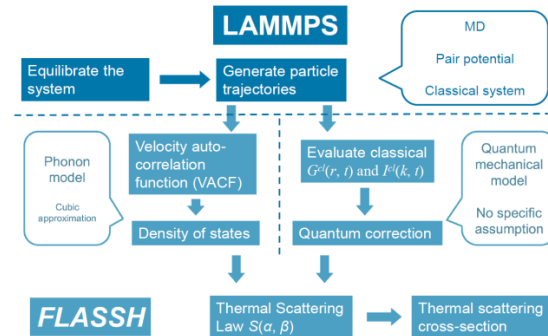 LAMMPS
MD
Pair potential
Classical system
Equilibrate the
system
Generate particle
trajectories
Phonon
model
Cubic
approximation
Velocity auto-
correlation
function (VACF)
Evaluate classical
Gᶜˡ(r, t) and Iᶜˡ(k, t)
Quantum
mechanical
model
No specific
assumption
Density of states
Quantum correction
FLASSH
Thermal Scattering
Law S(α, β)
Thermal scattering
cross-section